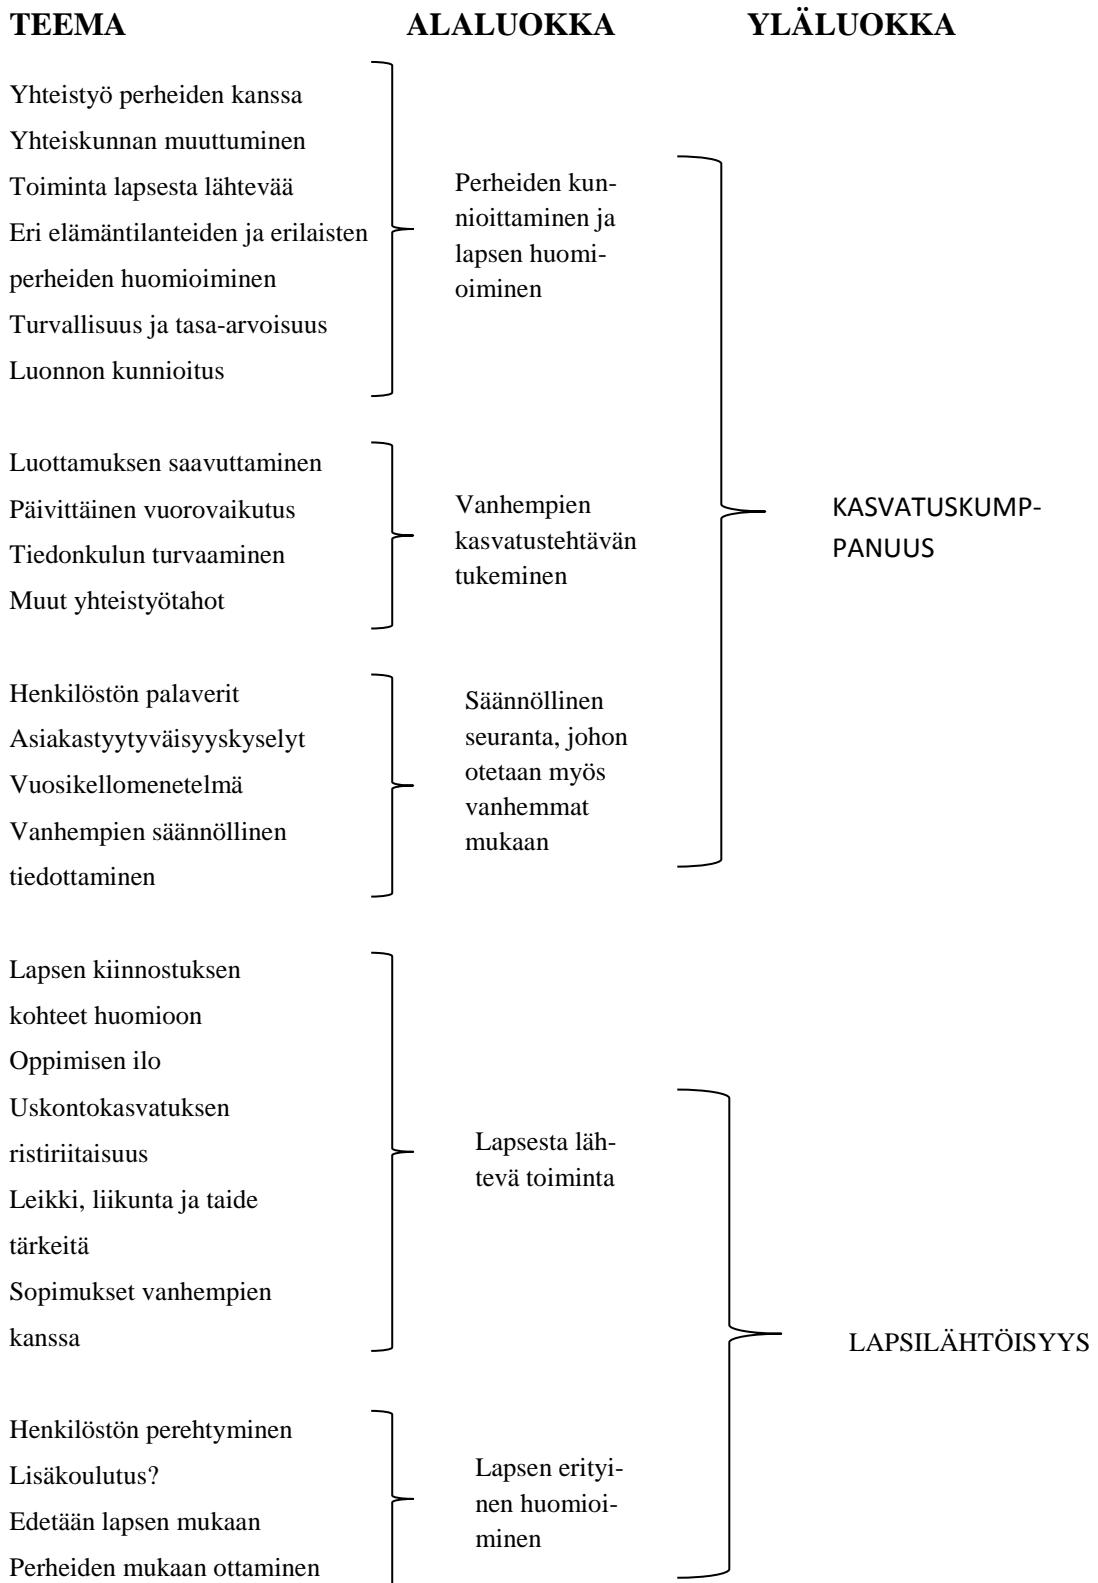 TEEMA ALALUOKKA YLÄLUOKKA
Yhteistyö perheiden kanssa
Yhteiskunnan muuttuminen
Toiminta lapsesta lähtevää
Eri elämäntilanteiden ja erilaisten
perheiden huomioiminen
Turvallisuus ja tasa-arvoisuus
Luonnon kunnioitus
Perheiden kun-
nioittaminen ja
lapsen huomi-
oiminen
Luottamuksen saavuttaminen
Päivittäinen vuorovaikutus
Tiedonkulun turvaaminen
Muut yhteistyötahot
Vanhempien
kasvatustehtävän
tukeminen
KASVATUSKUMP-
PANUUS
Henkilöstön palaverit
Asiakastyytyväisyyskyselyt
Vuosikellomenetelmä
Vanhempien säännöllinen
tiedottaminen
Säännöllinen
seuranta, johon
otetaan myös
vanhemmat
mukaan
Lapsen kiinnostuksen
kohteet huomioon
Oppimisen ilo
Uskontokasvatuksen
ristiriitaisuus
Leikki, liikunta ja taide
tärkeitä
Sopimukset vanhempien
kanssa
Lapsesta läh-
tevä toiminta
LAPSILÄHTÖISYYS
Henkilöstön perehtyminen
Lisäkoulutus?
Edetään lapsen mukaan
Perheiden mukaan ottaminen
Lapsen erityi-
nen huomioi-
minen